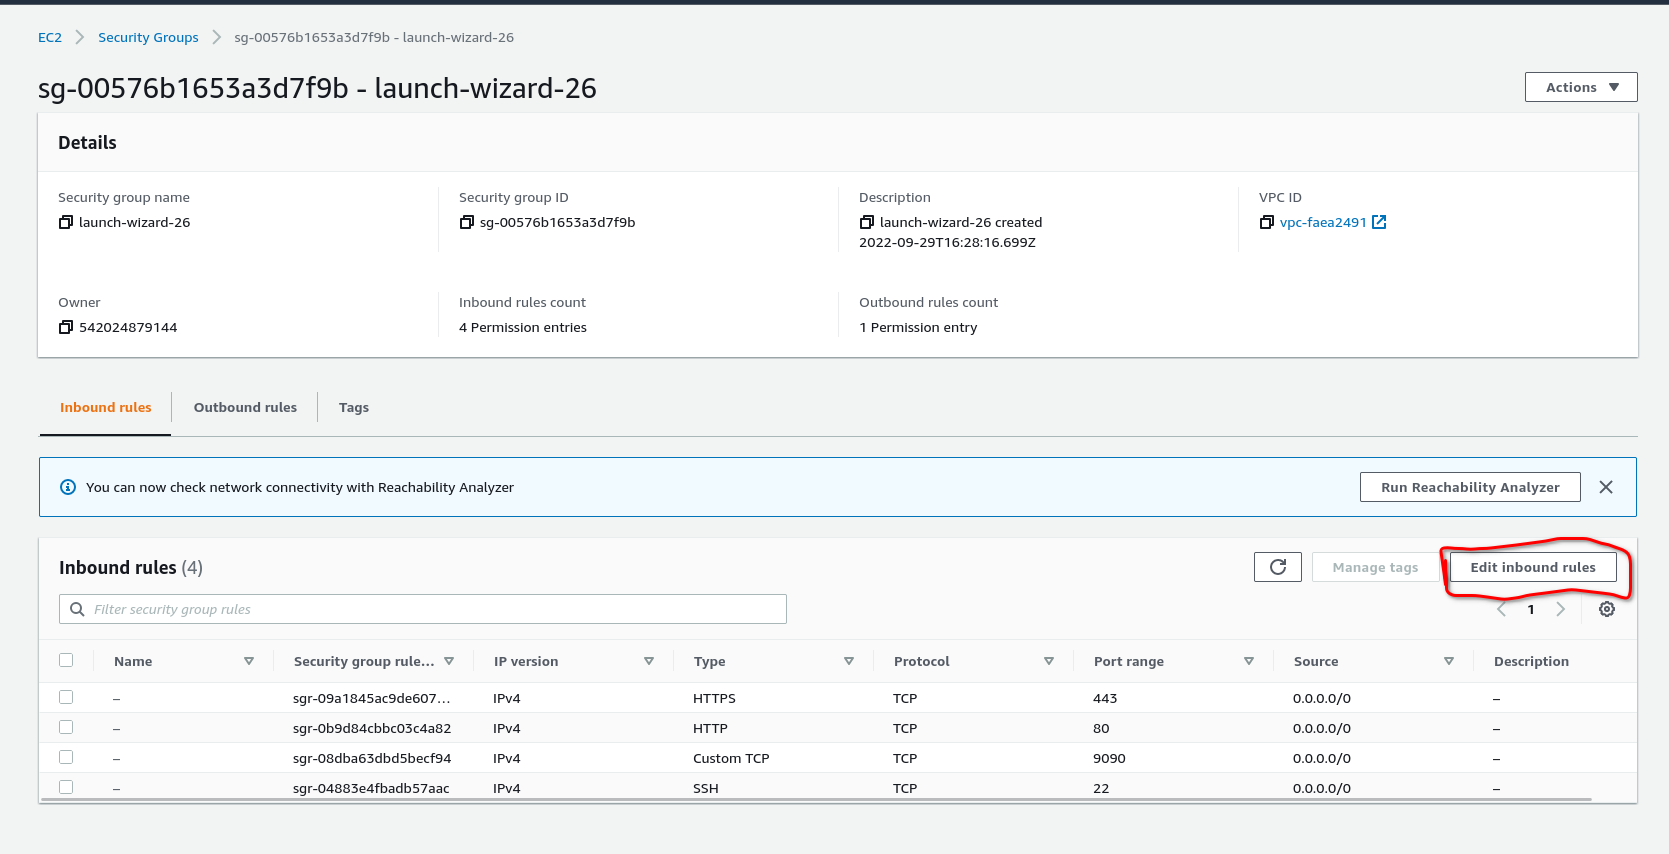 EC2 > Security Groups > sg-00576b1653a3d7f9b - launch-wizard-26
sg-00576b1653a3d7f9b - launch-wizard-26
Actions
Details
Security group name
launch-wizard-26
Security group ID
sg-00576b1653a3d7f9b
Description
launch-wizard-26 created
2022-09-29T16:28:16.699Z
VPC ID
vpc-faea2491
Owner
542024879144
Inbound rules count
4 Permission entries
Outbound rules count
1 Permission entry
Inbound rules Outbound rules Tags
You can now check network connectivity with Reachability Analyzer Run Reachability Analyzer
Inbound rules (4) Manage tags Edit inbound rules
Filter security group rules 1
Name Security group rule... IP version Type Protocol Port range Source Description
– sgr-09a1845ac9de607... IPv4 HTTPS TCP 443 0.0.0.0/0 –
– sgr-0b9d84cbbc03c4a82 IPv4 HTTP TCP 80 0.0.0.0/0 –
– sgr-08dba63dbd5becf94 IPv4 Custom TCP TCP 9090 0.0.0.0/0 –
– sgr-04883e4fbadb57aac IPv4 SSH TCP 22 0.0.0.0/0 –